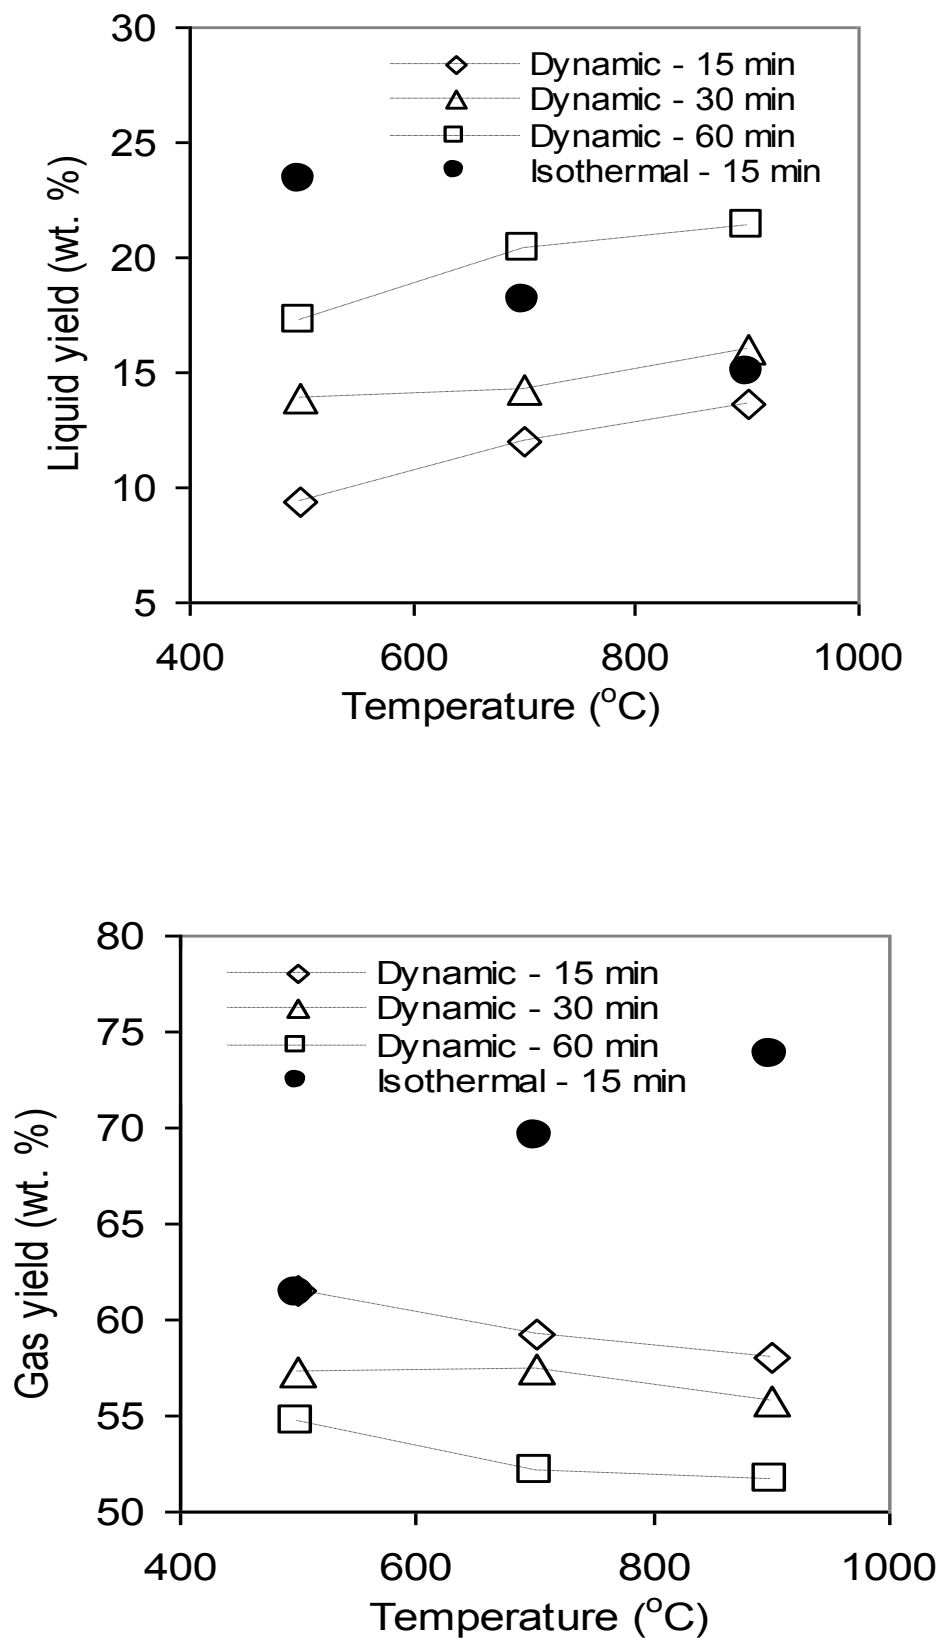 30
Dynamic - 15 min
Dynamic - 30 min
25
Dynamic - 60 min
Isothermal - 15 min
20
15
10
5
Liquid yield (wt. %)
400 600 800 1000
Temperature (°C)
80
Dynamic - 15 min
Dynamic - 30 min
75
Dynamic - 60 min
Isothermal - 15 min
70
65
60
55
50
Gas yield (wt. %)
400 600 800 1000
Temperature (°C)